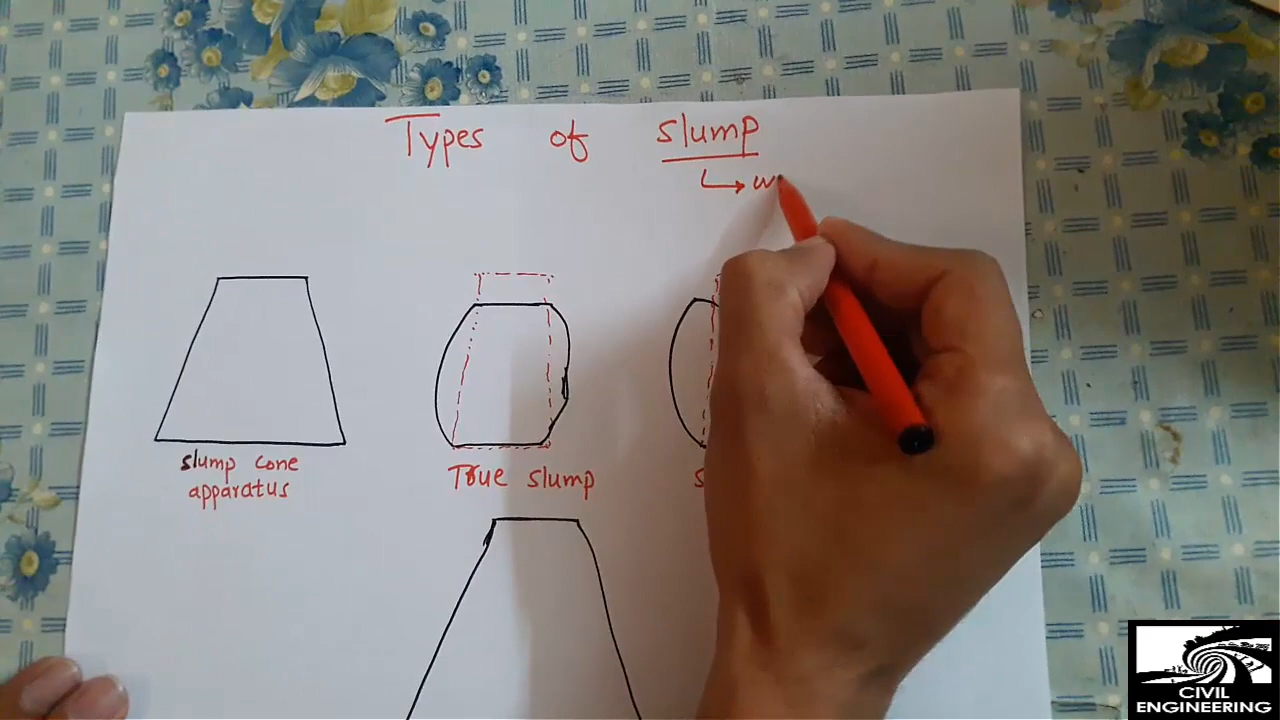 Types of slump
↳ w
slump cone
apparatus
True slump
s
CIVIL
ENGINEERING